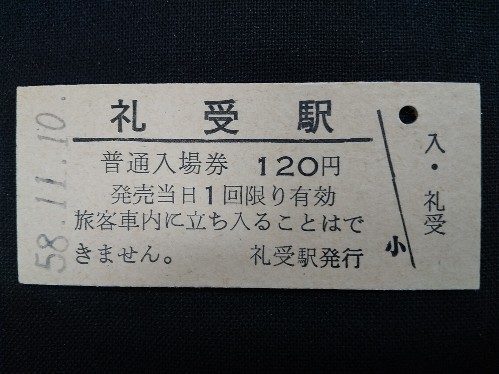 58.11.10.
礼受駅
普通入場券 120円
発売当日1回限り有効
旅客車内に立ち入ることはで
きません。 礼受駅発行
入・礼受
小